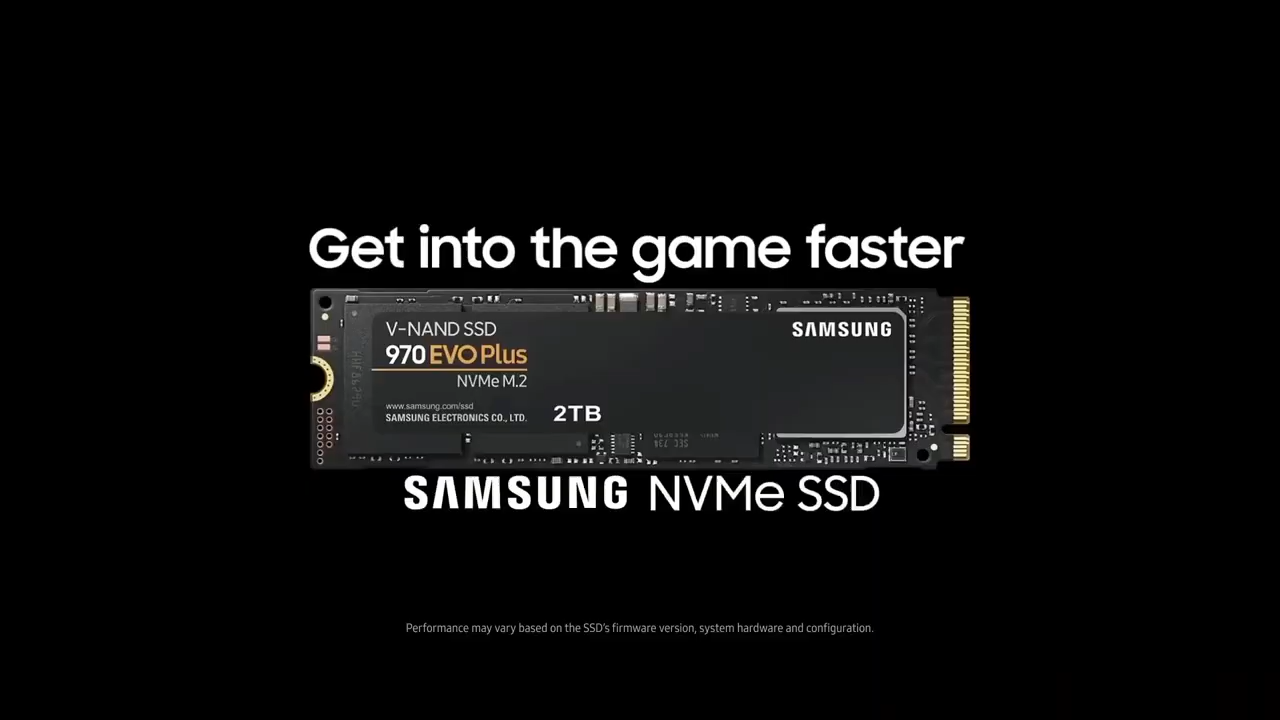 Get into the game faster
V-NAND SSD
SAMSUNG
970 EVO Plus
NVMe M.2
www.samsung.com/ssd
SAMSUNG ELECTRONICS CO., LTD.
2TB
SEC 734
SAMSUNG NVMe SSD
Performance may vary based on the SSD's firmware version, system hardware and configuration.